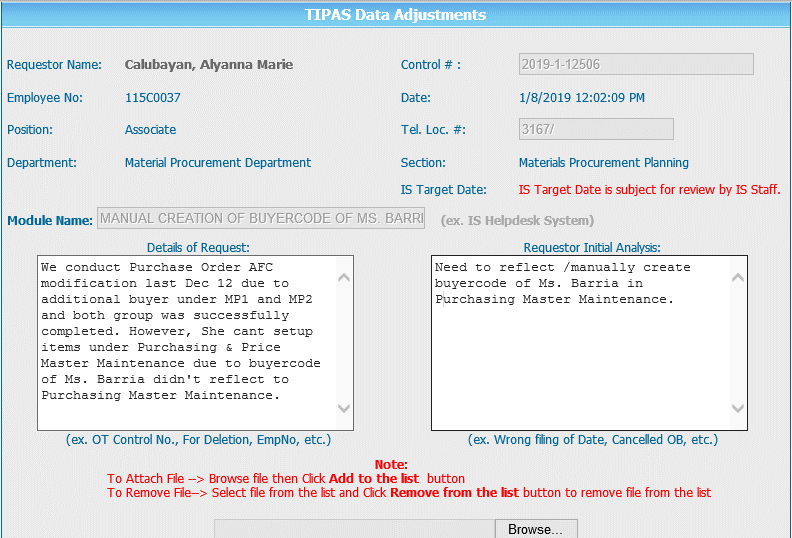 TIPAS Data Adjustments
Requestor Name: Calubayan, Alyanna Marie Control # : 2019-1-12506
Employee No: 115C0037 Date: 1/8/2019 12:02:09 PM
Position: Associate Tel. Loc. #: 3167/
Department: Material Procurement Department Section: Materials Procurement Planning
IS Target Date: IS Target Date is subject for review by IS Staff.
Module Name: MANUAL CREATION OF BUYERCODE OF MS. BARRI (ex. IS Helpdesk System)
Details of Request:
We conduct Purchase Order AFC
modification last Dec 12 due to
additional buyer under MP1 and MP2
and both group was successfully
completed. However, She cant setup
items under Purchasing & Price
Master Maintenance due to buyercode
of Ms. Barria didn't reflect to
Purchasing Master Maintenance.
(ex. OT Control No., For Deletion, EmpNo, etc.)
Requestor Initial Analysis:
Need to reflect /manually create
buyercode of Ms. Barria in
Purchasing Master Maintenance.
(ex. Wrong filing of Date, Cancelled OB, etc.)
Note:
To Attach File --> Browse file then Click Add to the list button
To Remove File--> Select file from the list and Click Remove from the list button to remove file from the list
Browse...